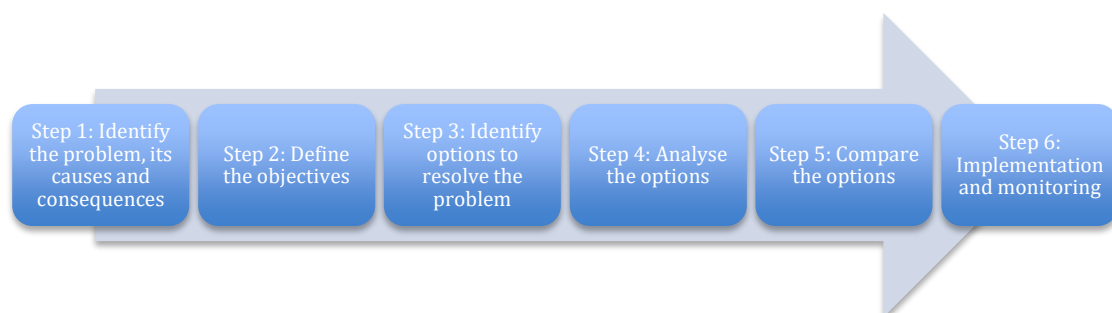 Step 1: Identify
the problem, its
causes and
consequences
Step 2: Define
the objectives
Step 3: Identify
options to
resolve the
problem
Step 4: Analyse
the options
Step 5: Compare
the options
Step 6:
Implementation
and monitoring